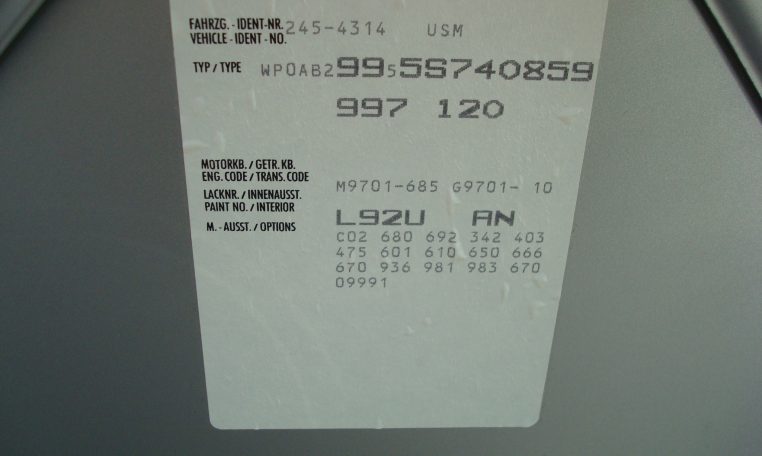 FAHRZG. - IDENT-NR. 245-4314 USM
VEHICLE - IDENT - NO.
TYP / TYPE WP0AB29955S740859
997 120
MOTORKB. / GETR. KB.
ENG. CODE / TRANS. CODE M9701-685 G9701- 10
LACKNR. / INNENAUSST.
PAINT NO. / INTERIOR L92U AN
M. - AUSST. / OPTIONS C02 680 692 342 403
475 601 610 650 666
670 936 981 983 670
09991